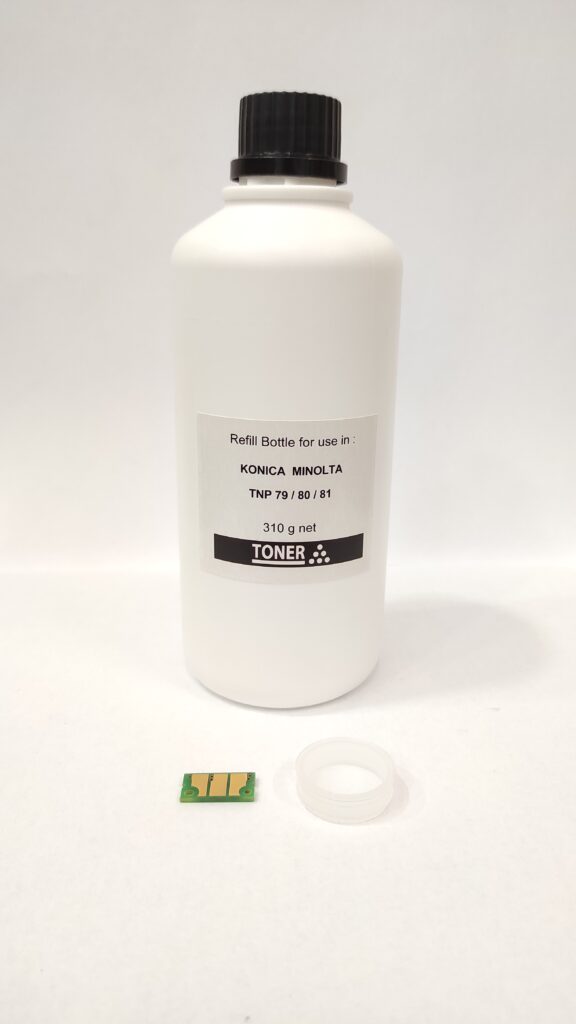 Refill Bottle for use in :
KONICA MINOLTA
TNP 79 / 80 / 81
310 g net
TONER